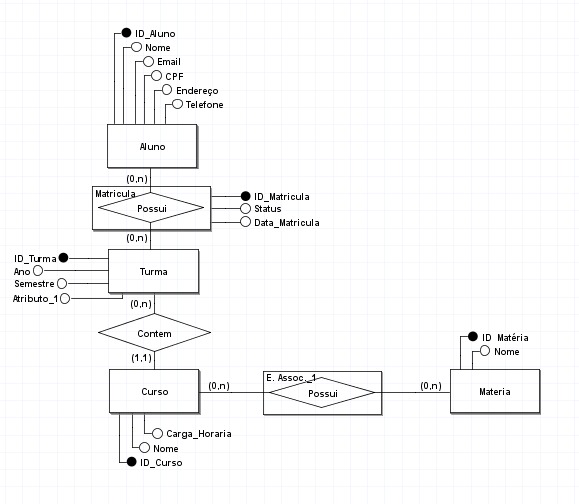 ID_Aluno
Nome
Email
CPF
Endereço
Telefone
Aluno
(0,n)
Matricula
Possui
ID_Matricula
Status
Data_Matricula
(0,n)
ID_Turma
Ano
Semestre
Atributo_1
Turma
(0,n)
Contem
(1,1)
ID_Matéria
Nome
Curso
(0,n)
E. Assoc._1
Possui
(0,n)
Materia
Carga_Horaria
Nome
ID_Curso